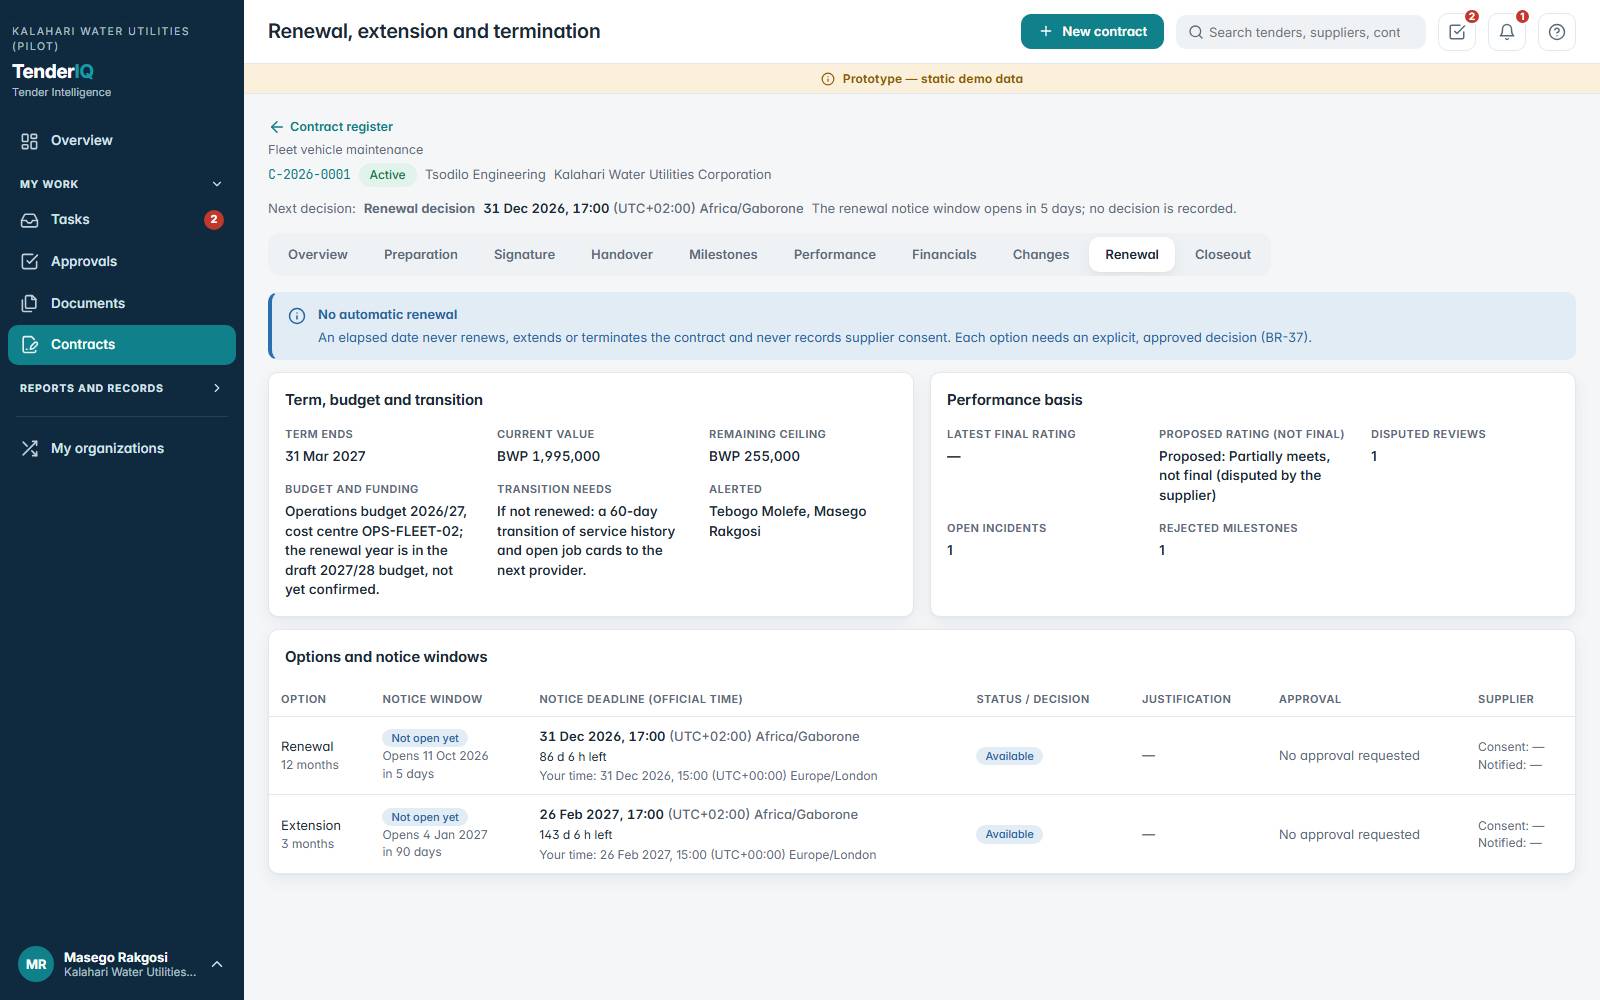 KALAHARI WATER UTILITIES
(PILOT)
TenderIQ
Tender Intelligence
Overview
MY WORK
Tasks 2
Approvals
Documents
Contracts
REPORTS AND RECORDS
My organizations
MR Masego Rakgosi
Kalahari Water Utilities...
Renewal, extension and termination
New contract
Search tenders, suppliers, cont
2
1
Prototype — static demo data
Contract register
Fleet vehicle maintenance
C-2026-0001 Active Tsodilo Engineering Kalahari Water Utilities Corporation
Next decision: Renewal decision 31 Dec 2026, 17:00 (UTC+02:00) Africa/Gaborone The renewal notice window opens in 5 days; no decision is recorded.
Overview Preparation Signature Handover Milestones Performance Financials Changes Renewal Closeout
No automatic renewal
An elapsed date never renews, extends or terminates the contract and never records supplier consent. Each option needs an explicit, approved decision (BR-37).
Term, budget and transition
TERM ENDS
31 Mar 2027
CURRENT VALUE
BWP 1,995,000
REMAINING CEILING
BWP 255,000
BUDGET AND FUNDING
Operations budget 2026/27,
cost centre OPS-FLEET-02;
the renewal year is in the
draft 2027/28 budget, not
yet confirmed.
TRANSITION NEEDS
If not renewed: a 60-day
transition of service history
and open job cards to the
next provider.
ALERTED
Tebogo Molefe, Masego
Rakgosi
Performance basis
LATEST FINAL RATING
—
PROPOSED RATING (NOT FINAL)
Proposed: Partially meets,
not final (disputed by the
supplier)
DISPUTED REVIEWS
1
OPEN INCIDENTS
1
REJECTED MILESTONES
1
Options and notice windows
OPTION NOTICE WINDOW NOTICE DEADLINE (OFFICIAL TIME) STATUS / DECISION JUSTIFICATION APPROVAL SUPPLIER
Renewal
12 months
Not open yet
Opens 11 Oct 2026
in 5 days
31 Dec 2026, 17:00 (UTC+02:00) Africa/Gaborone
86 d 6 h left
Your time: 31 Dec 2026, 15:00 (UTC+00:00) Europe/London
Available
—
No approval requested
Consent: —
Notified: —
Extension
3 months
Not open yet
Opens 4 Jan 2027
in 90 days
26 Feb 2027, 17:00 (UTC+02:00) Africa/Gaborone
143 d 6 h left
Your time: 26 Feb 2027, 15:00 (UTC+00:00) Europe/London
Available
—
No approval requested
Consent: —
Notified: —